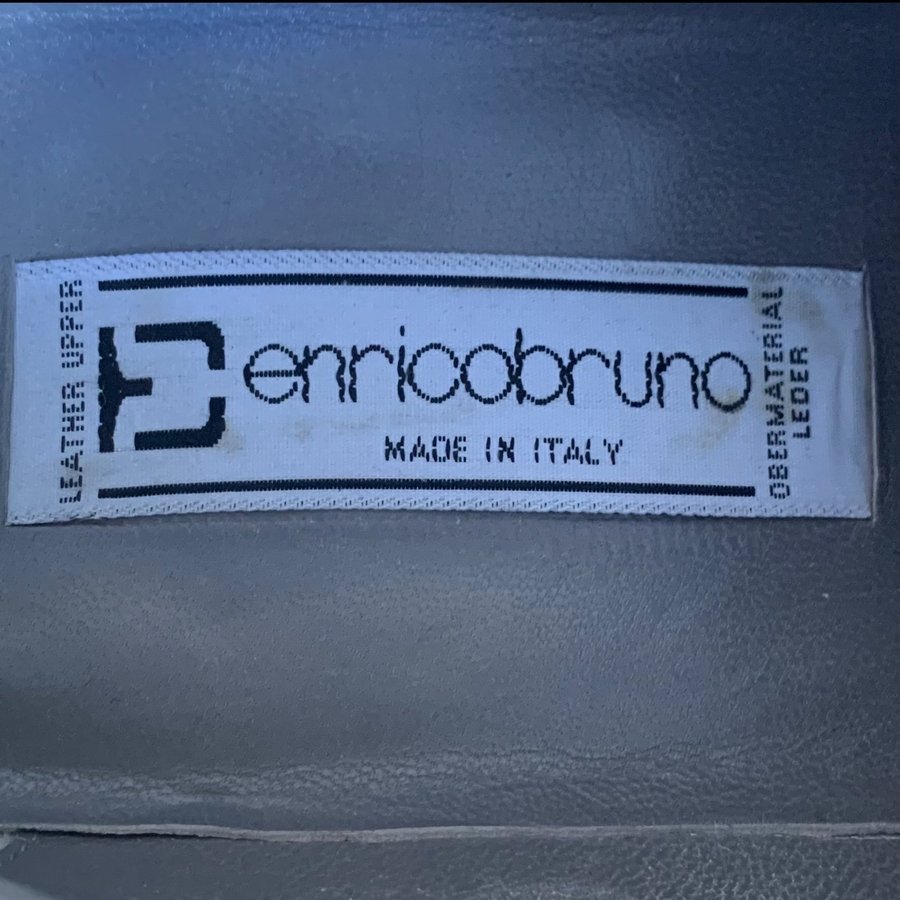 LEATHER UPPER
enricobruno
MADE IN ITALY
OBERMATERIAL
LEDER